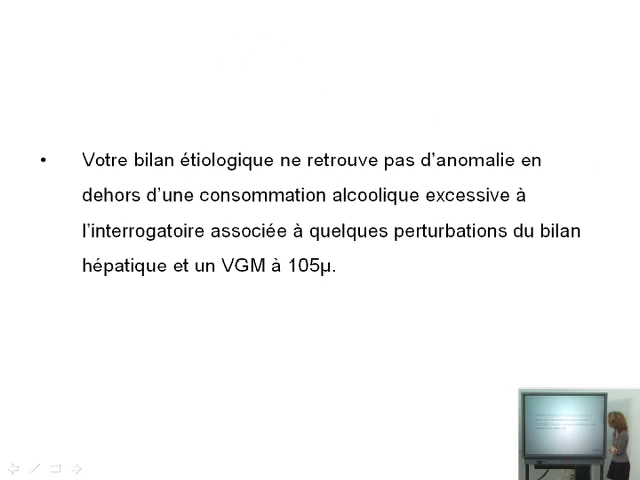 • Votre bilan étiologique ne retrouve pas d'anomalie en
dehors d'une consommation alcoolique excessive à
l'interrogatoire associée à quelques perturbations du bilan
hépatique et un VGM à 105µ.